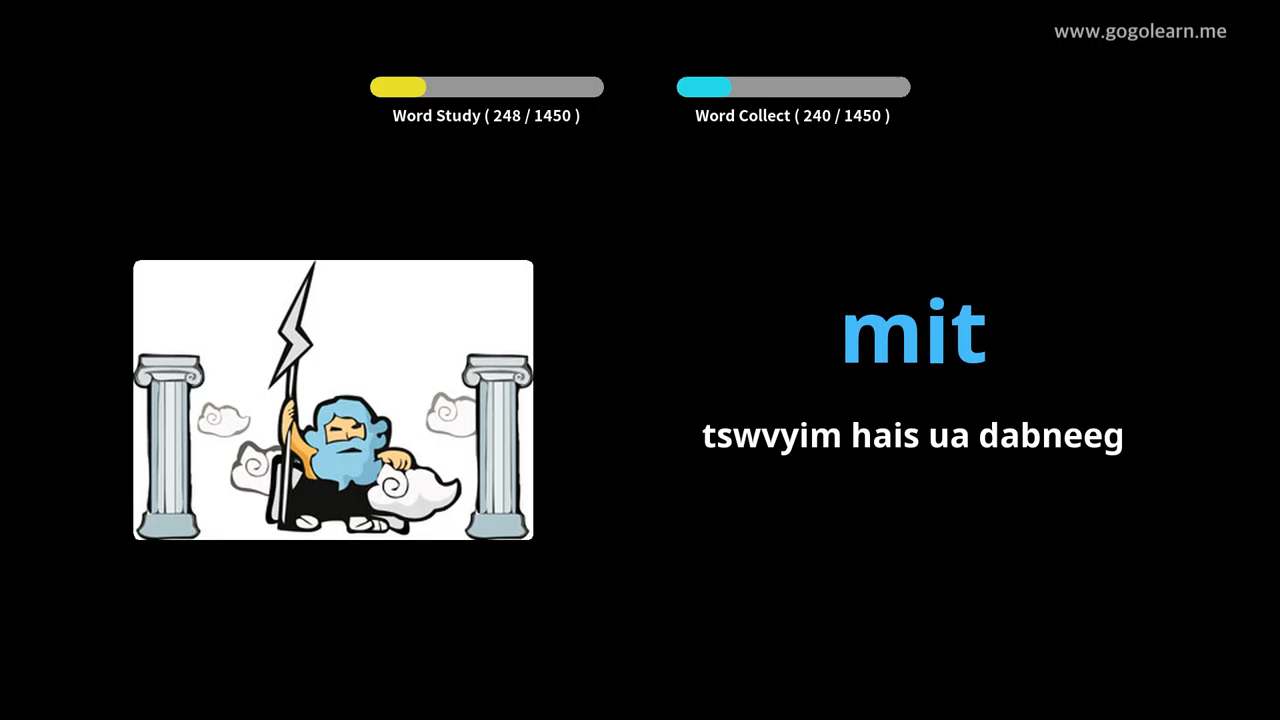 www.gogolearn.me
Word Study ( 248 / 1450 )
Word Collect ( 240 / 1450 )
mit
tswvyim hais ua dabneeg